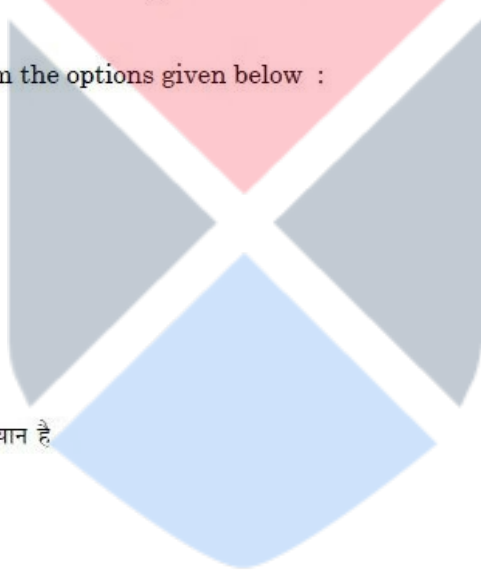 the options given below :
है